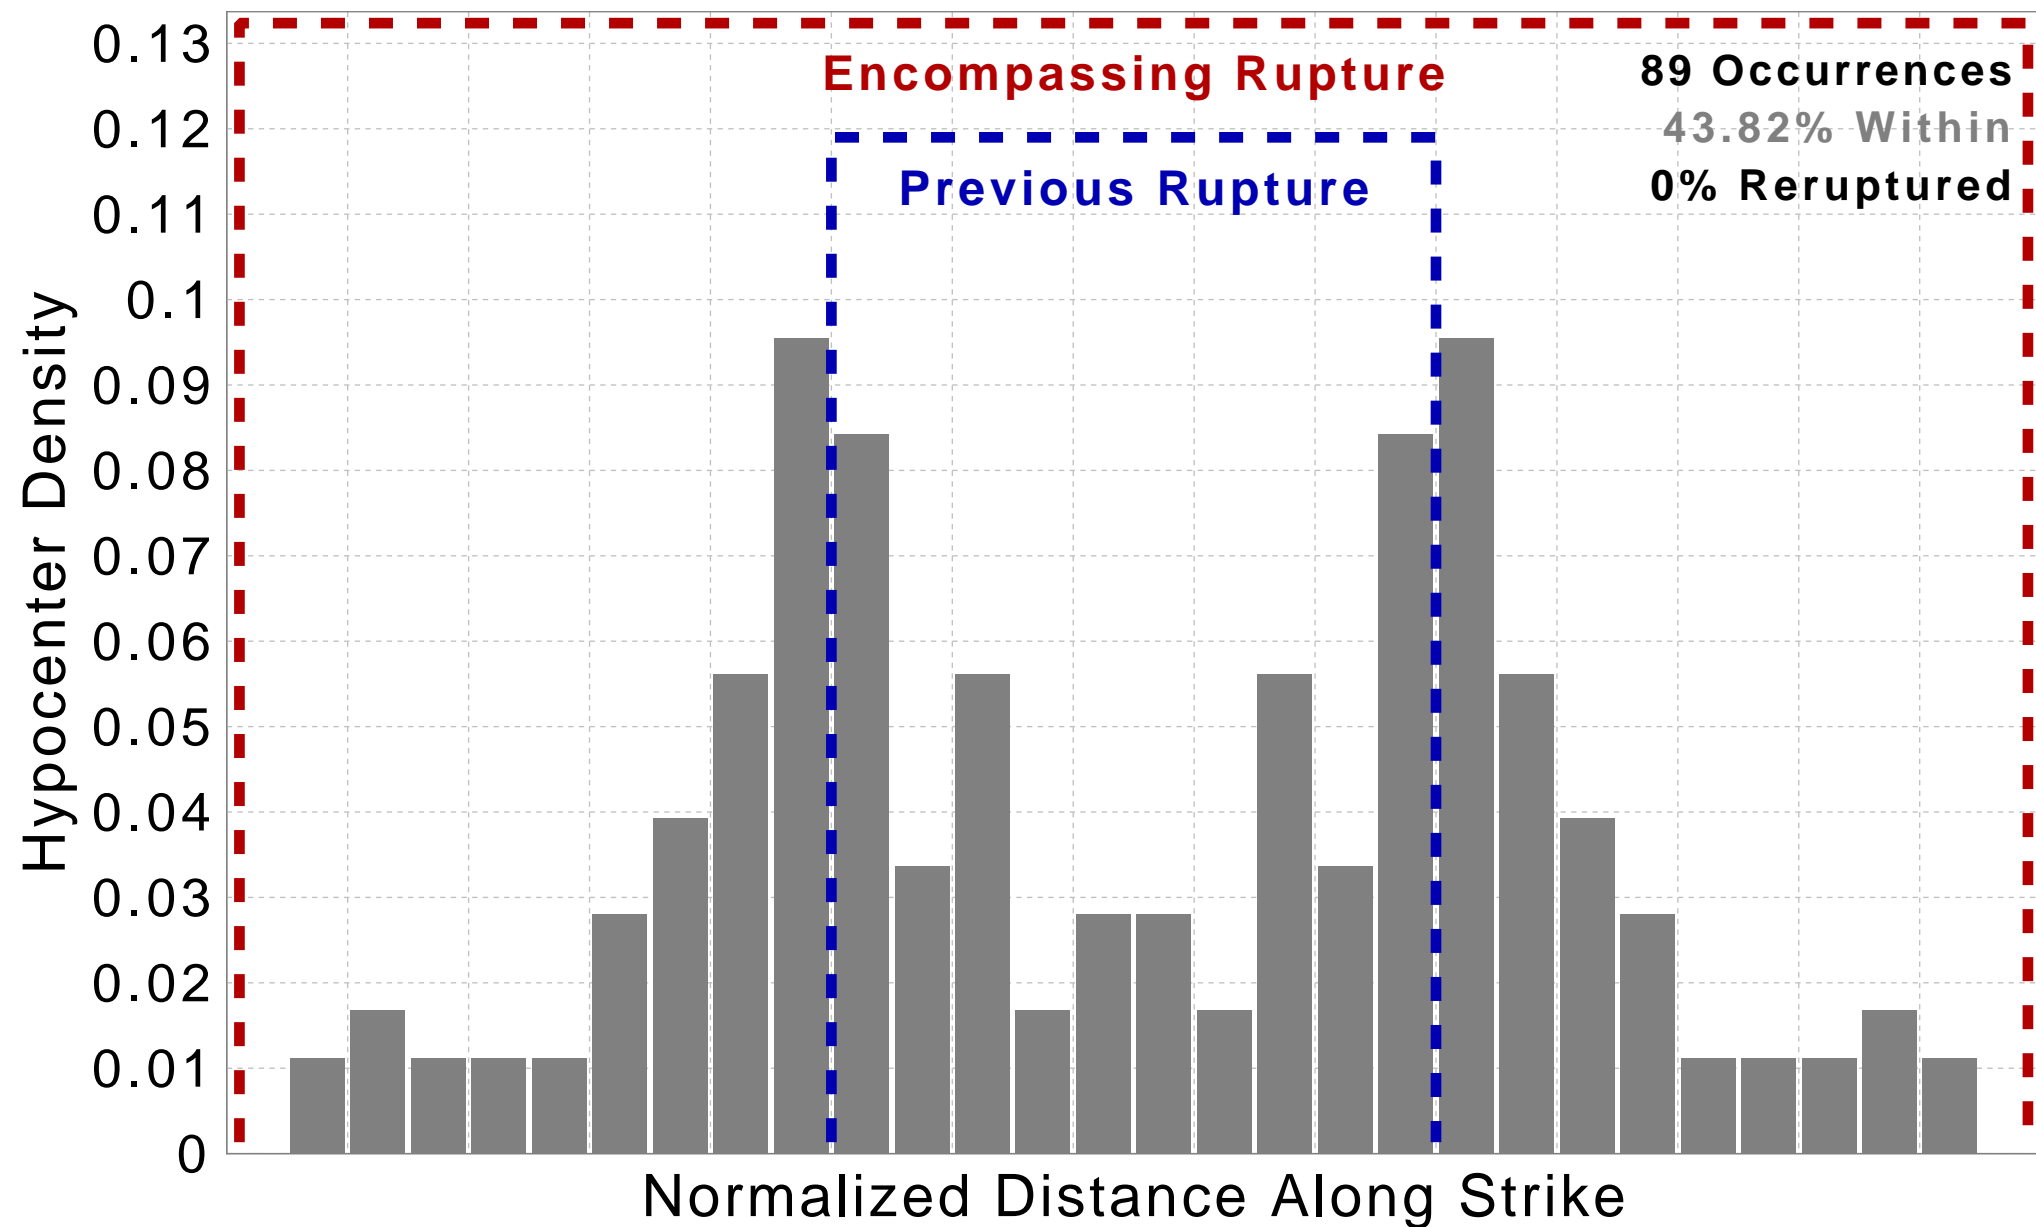 0.13
0.12
0.11
0.1
0.09
0.08
0.07
0.06
0.05
0.04
0.03
0.02
0.01
0
Hypocenter Density
Encompassing Rupture
Previous Rupture
89 Occurrences
43.82% Within
0% Reruptured
Normalized Distance Along Strike